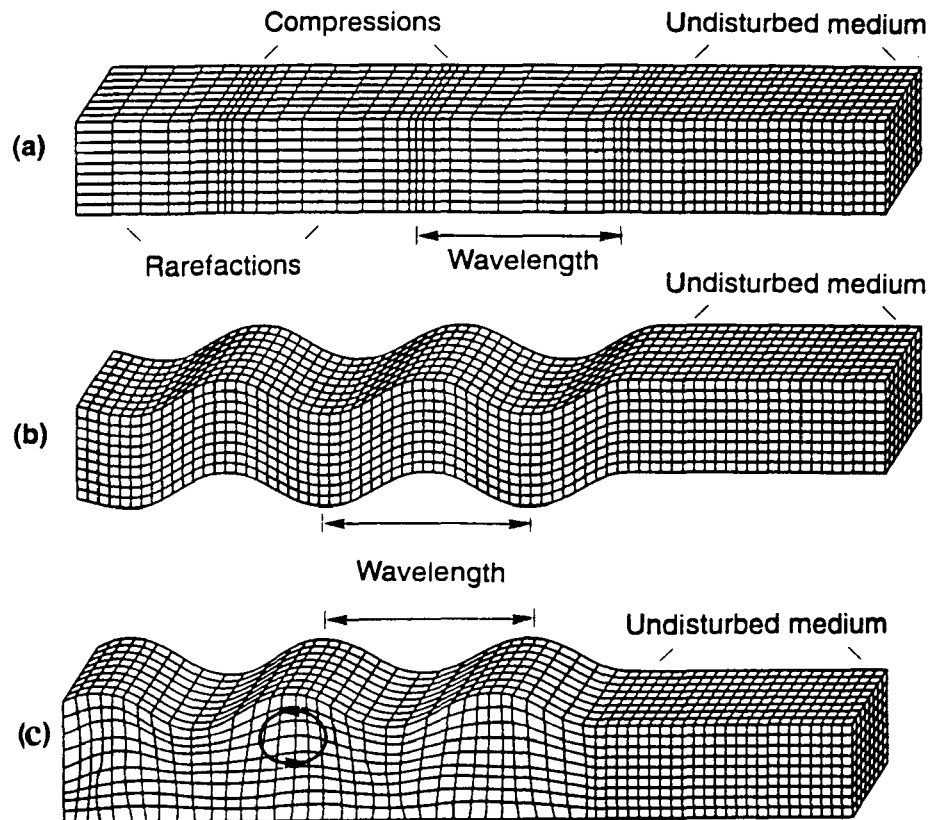 Compressions Undisturbed medium
(a)
Rarefactions Wavelength
Undisturbed medium
(b)
Wavelength
Undisturbed medium
(c)